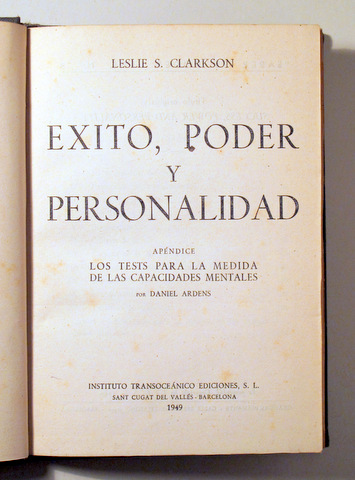 LESLIE S. CLARKSON
EXITO, PODER
Y
PERSONALIDAD
APÉNDICE
LOS TESTS PARA LA MEDIDA
DE LAS CAPACIDADES MENTALES
POR DANIEL ARDENS
INSTITUTO TRANSOCEÁNICO EDICIONES, S. L.
SANT CUGAT DEL VALLÉS - BARCELONA
1949